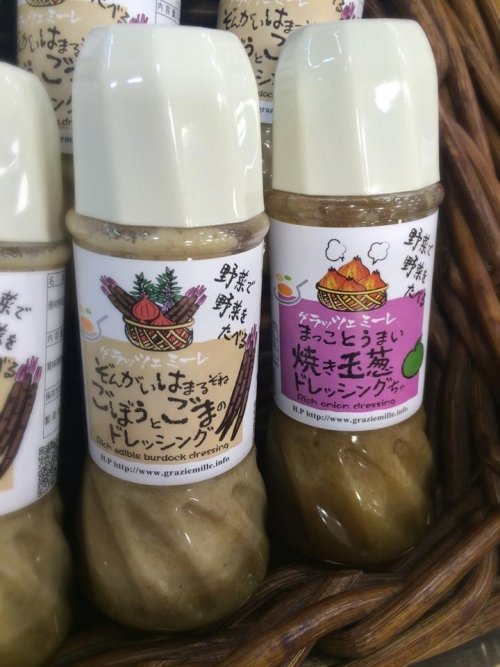 野菜で
野菜を
たべる
グラッツェ ミーレ
ぞんがいはまるぞね
ごぼうとごまの
ドレッシング
Rich edible burdock dressing
H.P http://www.graziemille.info
野菜で
野菜を
たべる
グラッツェ ミーレ
まっことうまい
焼き玉葱
ドレッシングぢゃ
Rich onion dressing
H.P http://www.graziemille.info